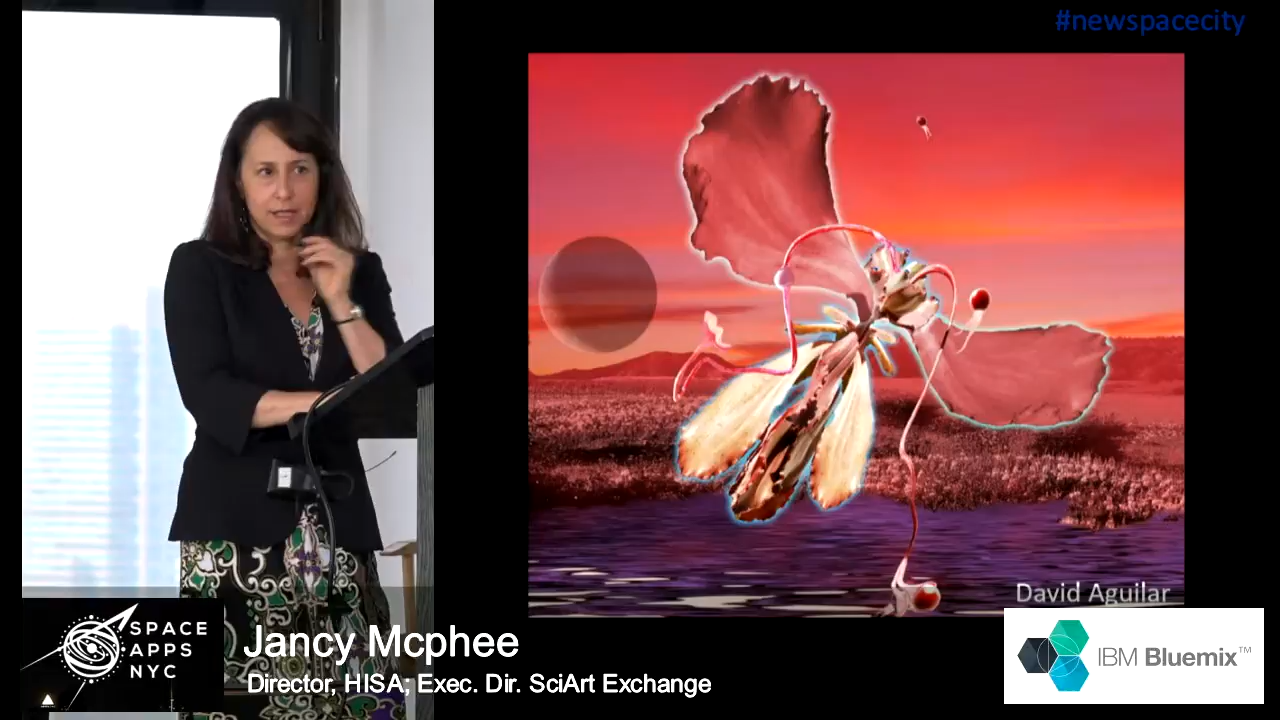 #newspacecity
David Aguilar
SPACE
APPS
NYC
Jancy Mcphee
Director, HISA; Exec. Dir. SciArt Exchange
IBM Bluemix™